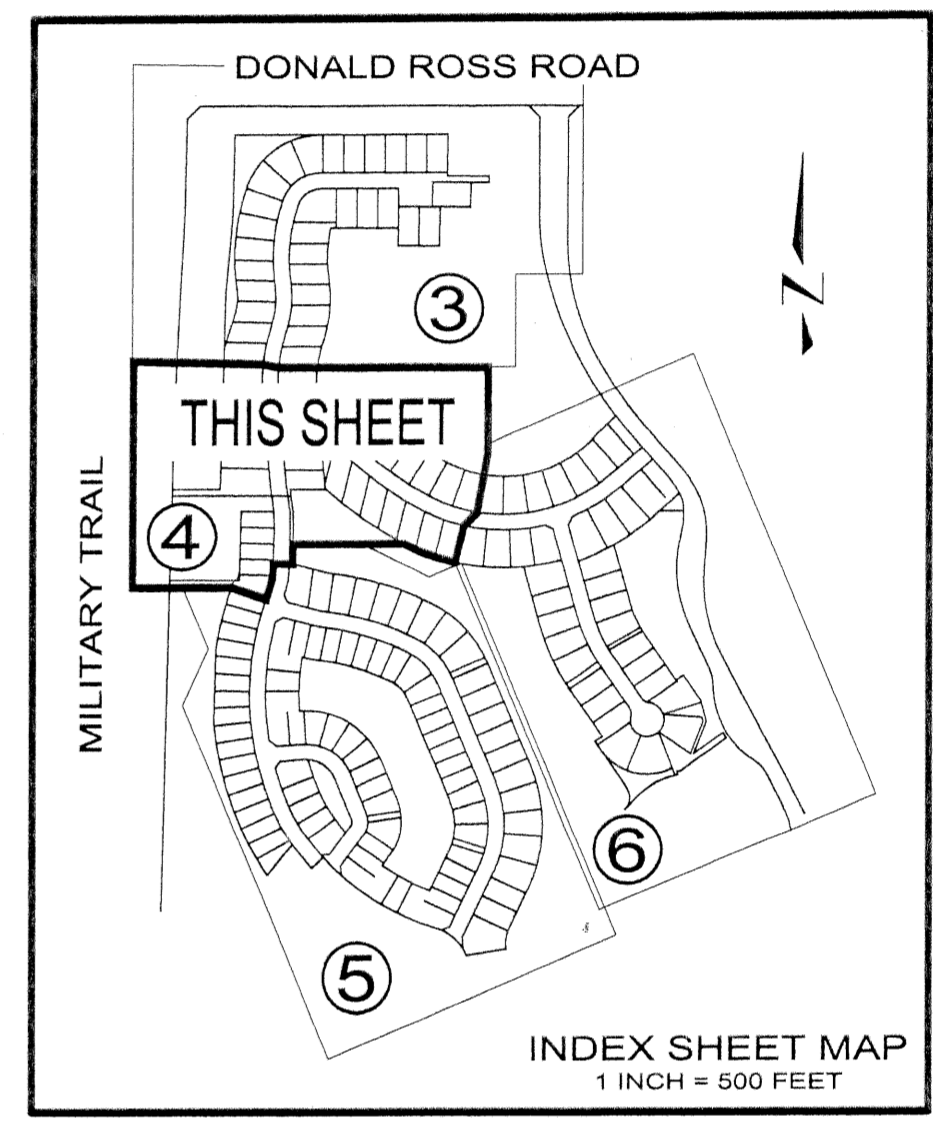 DONALD ROSS ROAD
N
③
THIS SHEET
④
MILITARY TRAIL
⑥
⑤
INDEX SHEET MAP
1 INCH = 500 FEET